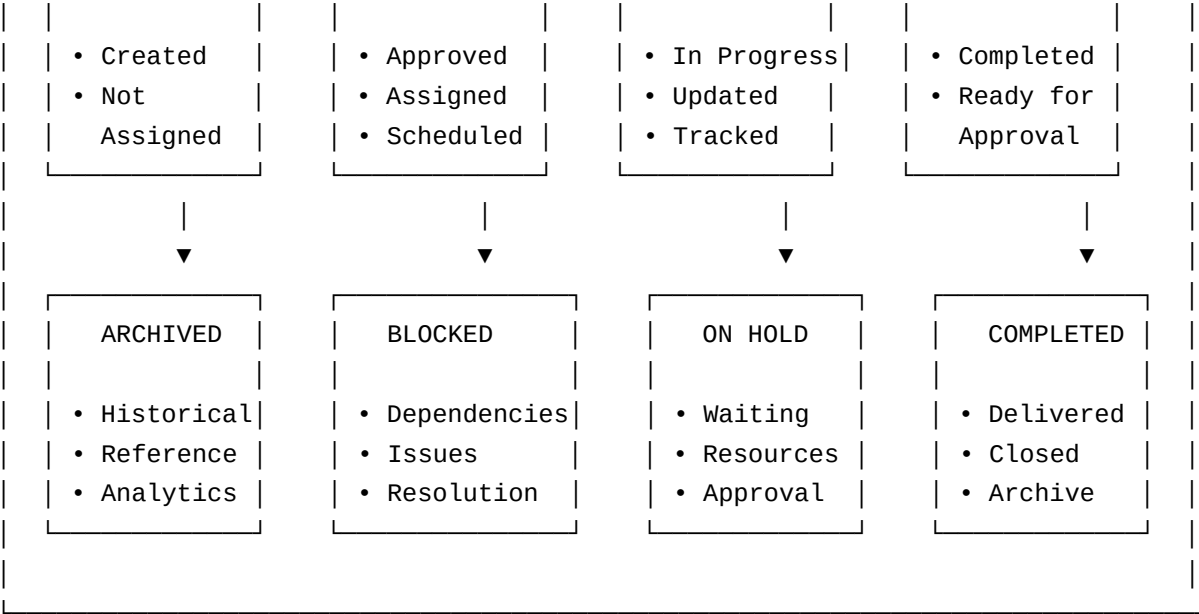 • Created • Approved • In Progress • Completed
• Not • Assigned • Updated • Ready for
Assigned • Scheduled • Tracked Approval
ARCHIVED BLOCKED ON HOLD COMPLETED
• Historical • Dependencies • Waiting • Delivered
• Reference • Issues • Resources • Closed
• Analytics • Resolution • Approval • Archive